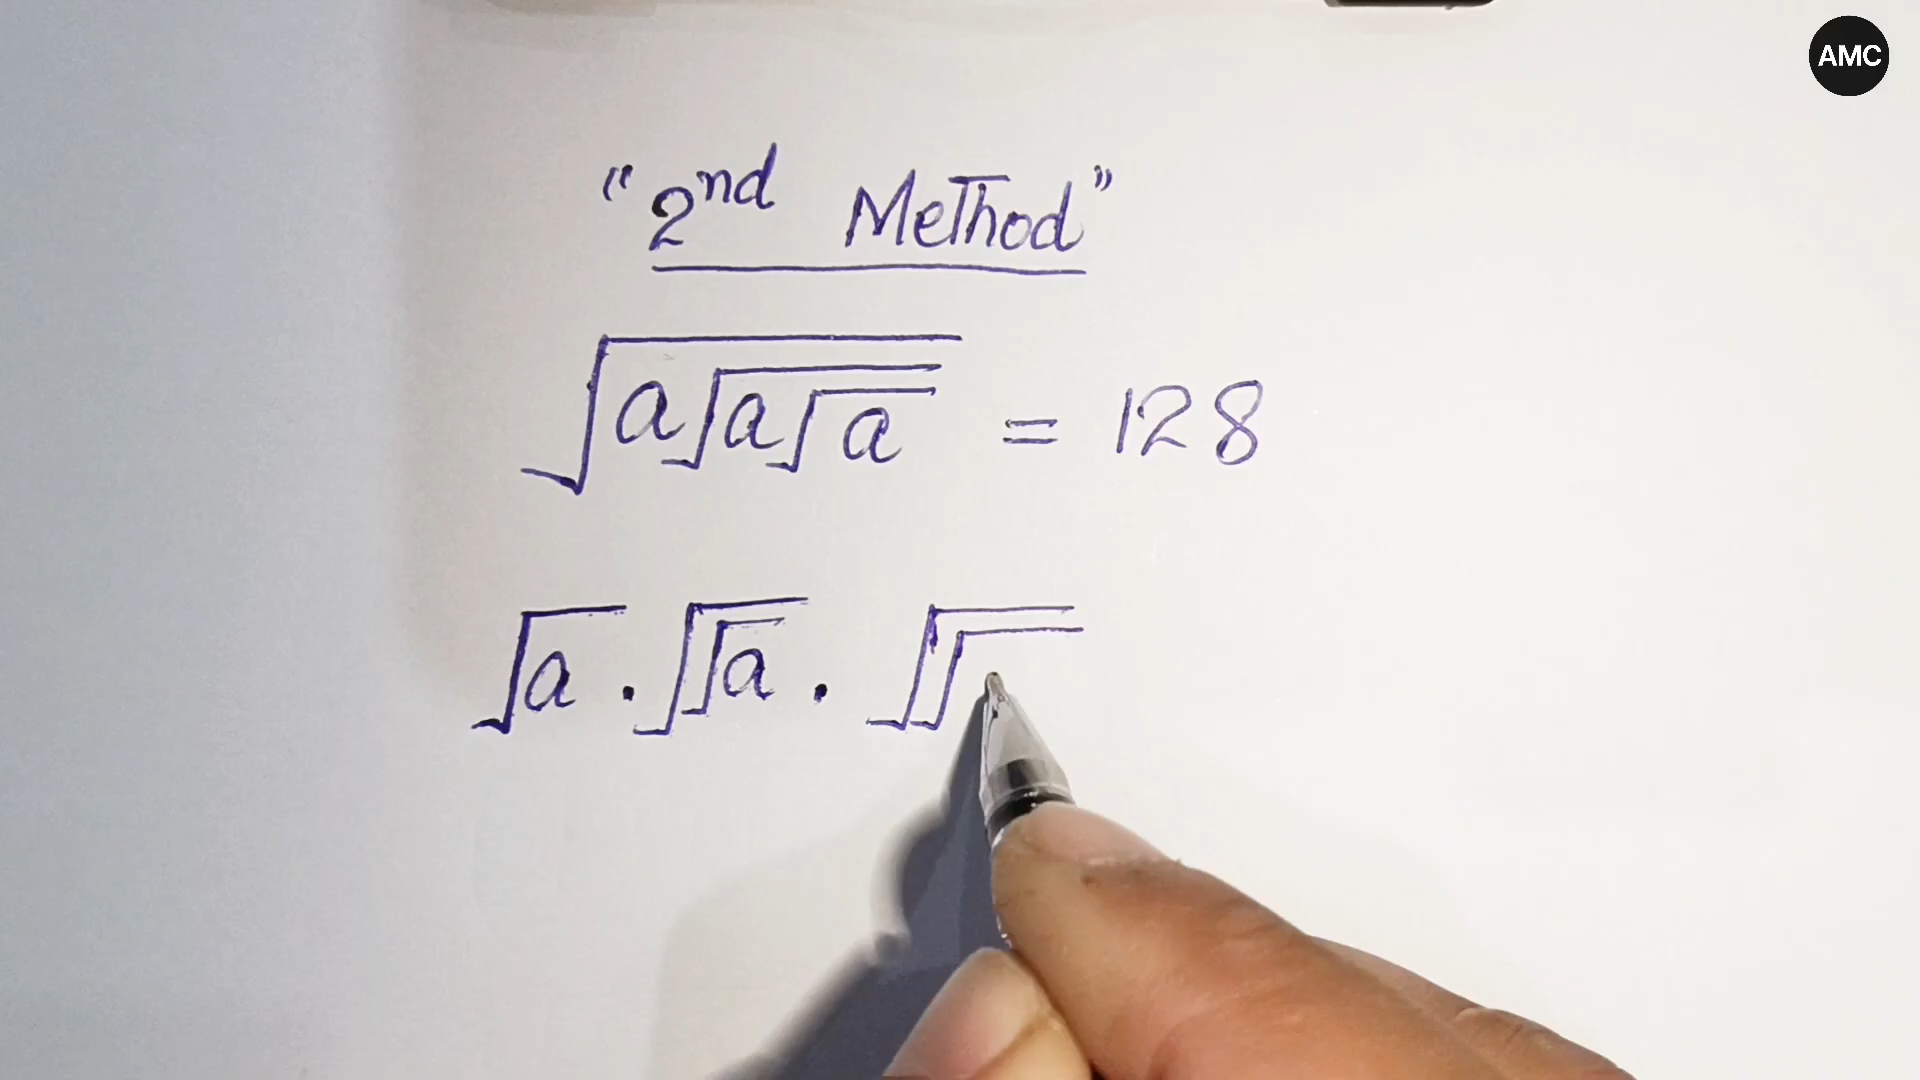 AMC
"2nd Method"
√(a√(a√a)) = 128
√a . √√a . √√